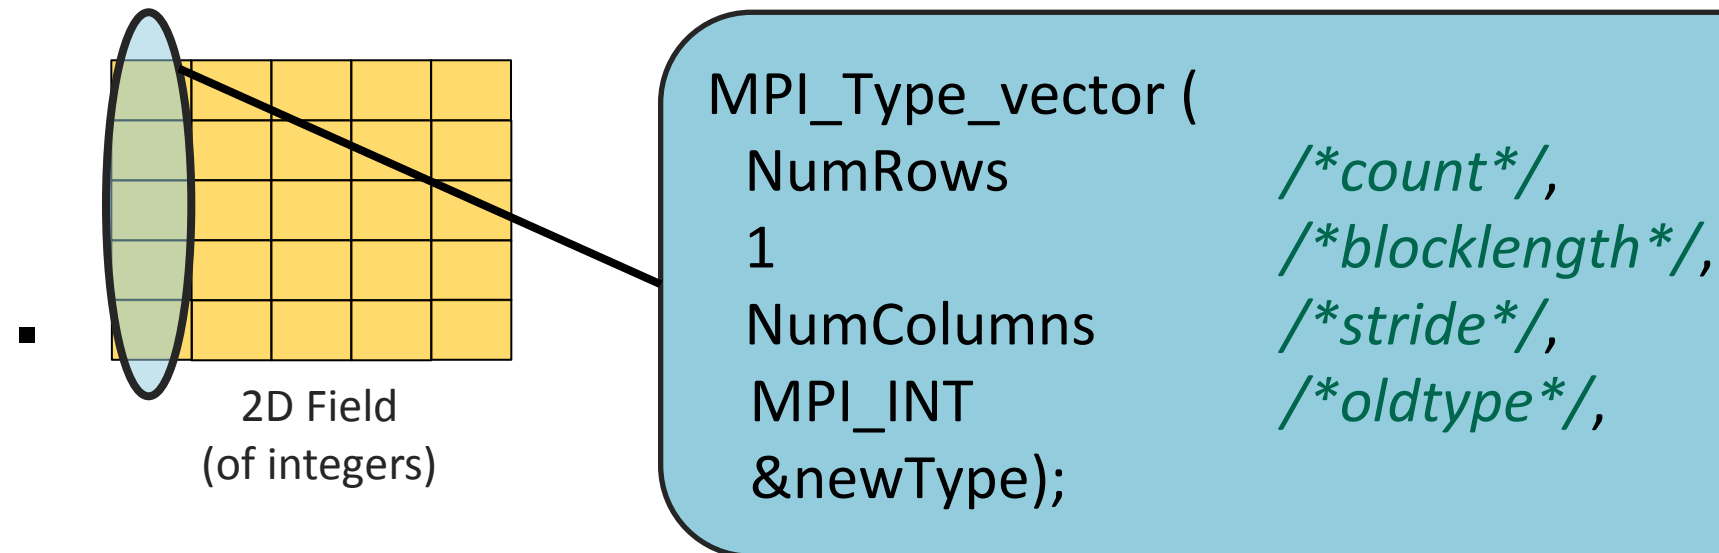 MPI_Type_vector (
NumRows /*count*/,
1 /*blocklength*/,
NumColumns /*stride*/,
MPI_INT /*oldtype*/,
&newType);
2D Field
(of integers)